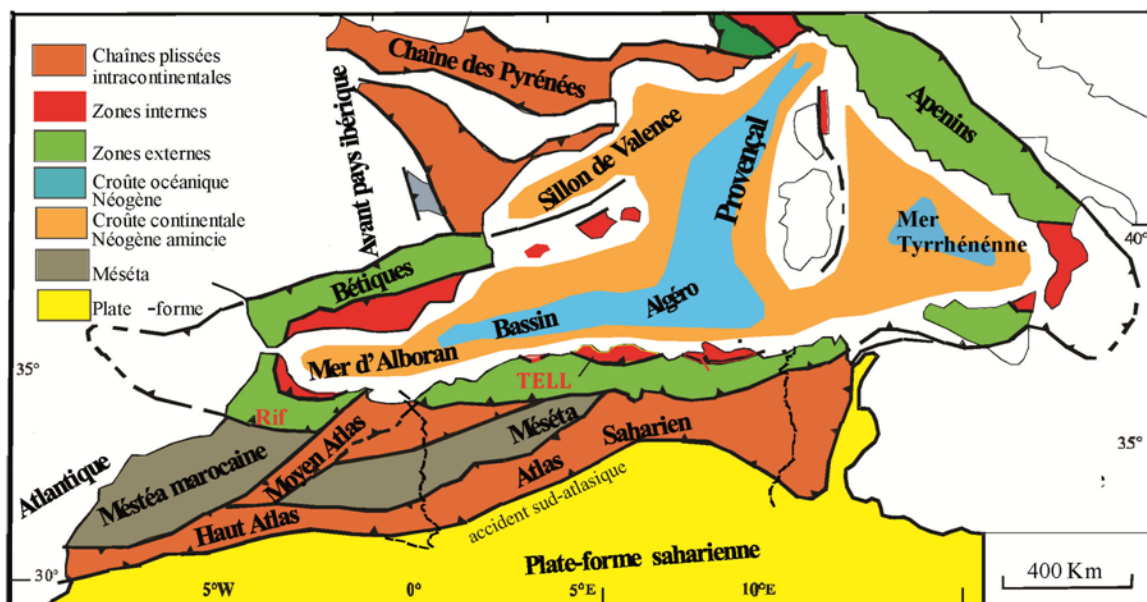 Chaînes plissées
intracontinentales
Zones internes
Zones externes
Croûte océanique
Néogène
Croûte continentale
Néogène amincie
Méséta
Plate -forme
Chaîne des Pyrénées
Avant pays ibérique
Sillon de Valence
Provençal
Apenins
Mer
Tyrrhénénne
40°
Bétiques
Algéro
Bassin
Mer d'Alboran
35°
TELL
Rif
Méséta
Saharien
35°
Moyen Atlas
Atlas
Atlantique
Méstéa marocaine
accident sud-atlasique
Haut Atlas
Plate-forme saharienne
30°
5°W
0°
5°E
10°E
400 Km